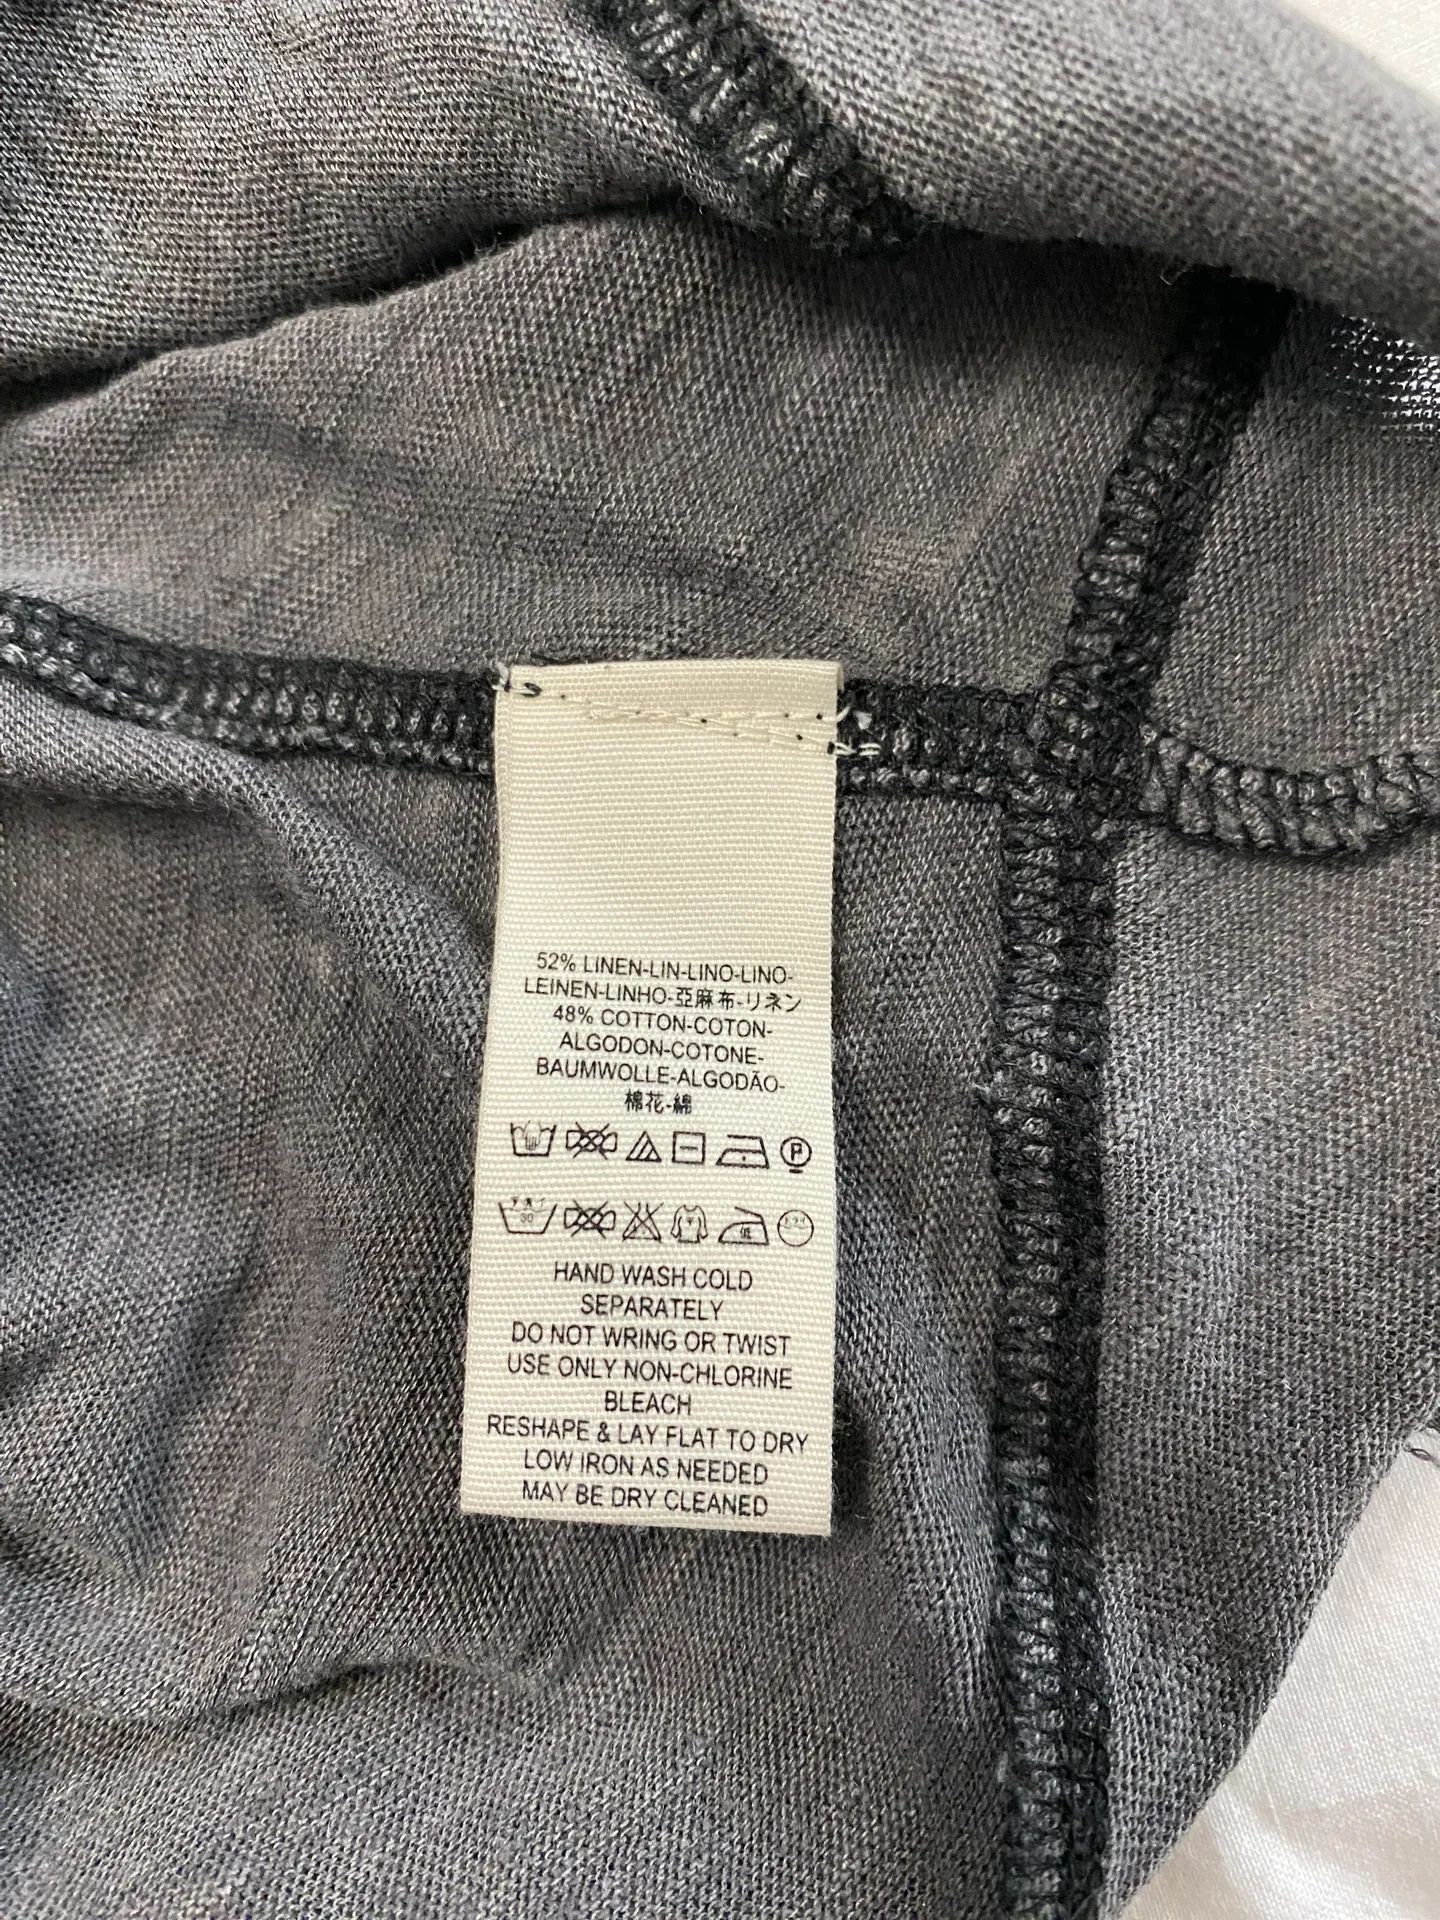 52% LINEN-LIN-LINO-LINO-
LEINEN-LINHO-亞麻布-リネン
48% COTTON-COTON-
ALGODON-COTONE-
BAUMWOLLE-ALGODÃO-
棉花-綿
P
30 低
HAND WASH COLD
SEPARATELY
DO NOT WRING OR TWIST
USE ONLY NON-CHLORINE
BLEACH
RESHAPE & LAY FLAT TO DRY
LOW IRON AS NEEDED
MAY BE DRY CLEANED